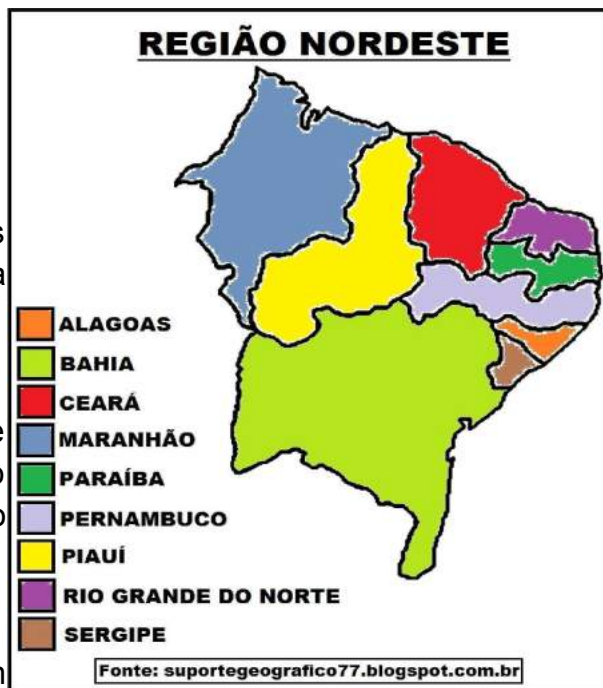 REGIÃO NORDESTE
s
a
ALAGOAS
BAHIA
CEARÁ
e
MARANHÃO
o
PARAÍBA
o
PERNAMBUCO
PIAUÍ
RIO GRANDE DO NORTE
SERGIPE
m
Fonte: suportegeografico77.blogspot.com.br